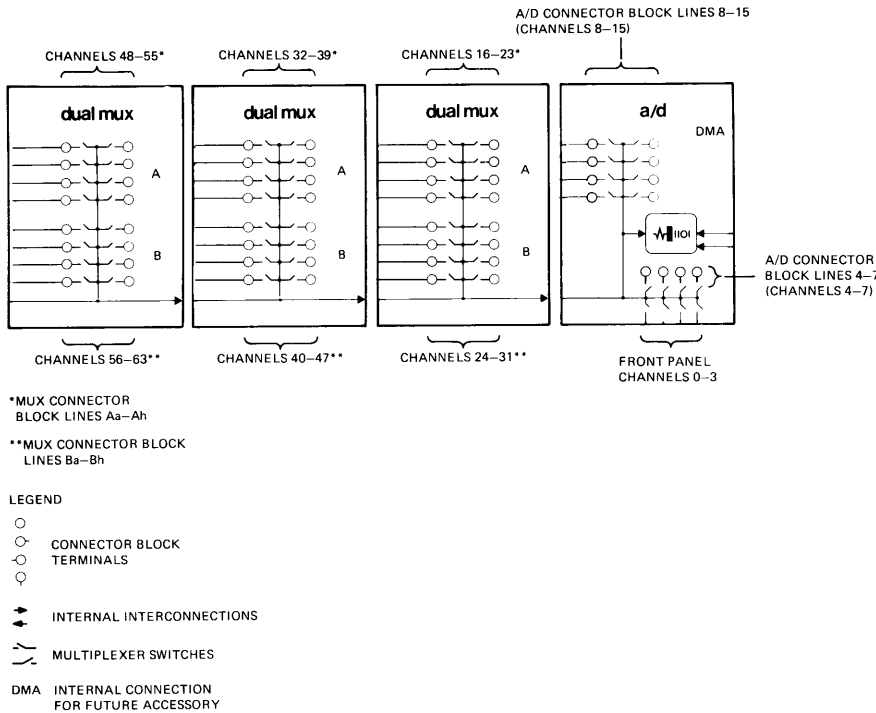 A/D CONNECTOR BLOCK LINES 8–15
(CHANNELS 8–15)
CHANNELS 48–55*
CHANNELS 32–39*
CHANNELS 16–23*
dual mux
dual mux
dual mux
a/d
DMA
A
A
A
B
B
B
A/D CONNECTOR
BLOCK LINES 4–7
(CHANNELS 4–7)
CHANNELS 56–63**
CHANNELS 40–47**
CHANNELS 24–31**
FRONT PANEL
CHANNELS 0–3
*MUX CONNECTOR
BLOCK LINES Aa–Ah
**MUX CONNECTOR BLOCK
LINES Ba–Bh
LEGEND
CONNECTOR BLOCK
TERMINALS
INTERNAL INTERCONNECTIONS
MULTIPLEXER SWITCHES
DMA INTERNAL CONNECTION
FOR FUTURE ACCESSORY